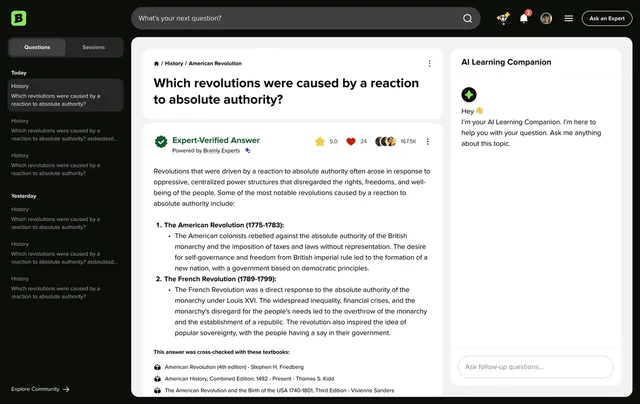 B
What's your next question?
2
Ask an Expert
Questions
Sessions
Today
History
Which revolutions were caused by a
reaction to absolute authority?
History
Which revolutions were caused by a
reaction to absolute authority? asdasdasd...
History
Which revolutions were caused by a
reaction to absolute authority?
Yesterday
History
Which revolutions were caused by a
reaction to absolute authority?
History
Which revolutions were caused by a
reaction to absolute authority? asdasdasd...
History
Which revolutions were caused by a
reaction to absolute authority?
Explore Community
/ History / American Revolution
Which revolutions were caused by a reaction
to absolute authority?
Expert-Verified Answer
Powered by Brainly Experts
5.0
24
167.5K
Revolutions that were driven by a reaction to absolute authority often arose in response to
oppressive, centralized power structures that disregarded the rights, freedoms, and well-
being of the people. Some of the most notable revolutions caused by a reaction to
absolute authority include:
1. The American Revolution (1775-1783):
• The American colonists rebelled against the absolute authority of the British
monarchy and the imposition of taxes and laws without representation. The desire
for self-governance and freedom from British imperial rule led to the formation of a
new nation, with a government based on democratic principles.
2. The French Revolution (1789-1799):
• The French Revolution was a direct response to the absolute authority of the
monarchy under Louis XVI. The widespread inequality, financial crises, and the
monarchy's disregard for the people's needs led to the overthrow of the monarchy
and the establishment of a republic. The revolution also inspired the idea of
popular sovereignty, with the people having a say in their government.
This answer was cross-checked with these textbooks:
American Revolution (4th edition) - Stephen H. Friedberg
American History, Combined Edition: 1492 - Present - Thomas S. Kidd
The American Revolution and the Birth of the USA 1740-1801, Third Edition - Vivienne Sanders
AI Learning Companion
Hey 👋
I'm your AI Learning Companion. I'm here to
help you with your question. Ask me anything
about this topic.
Ask follow-up questions...